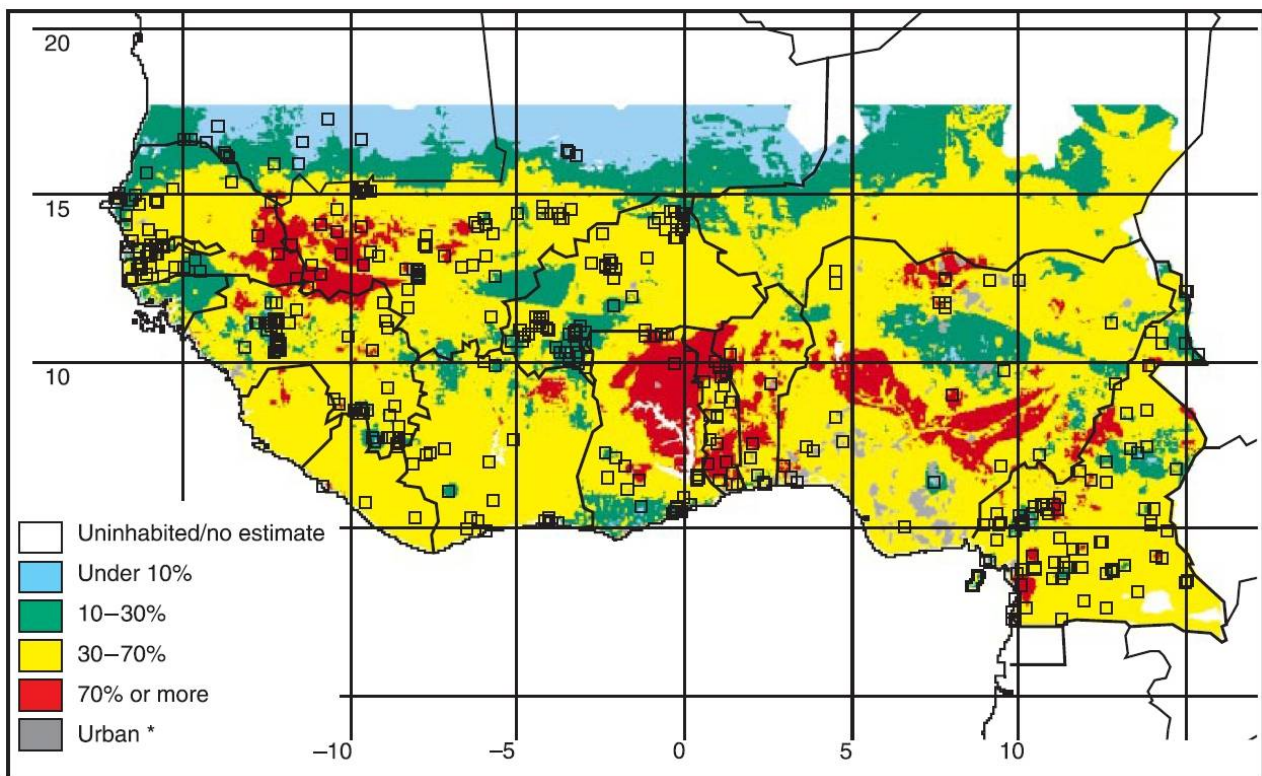 20
15
10
Uninhabited/no estimate
Under 10%
10–30%
30–70%
70% or more
Urban *
–10
–5
0
5
10